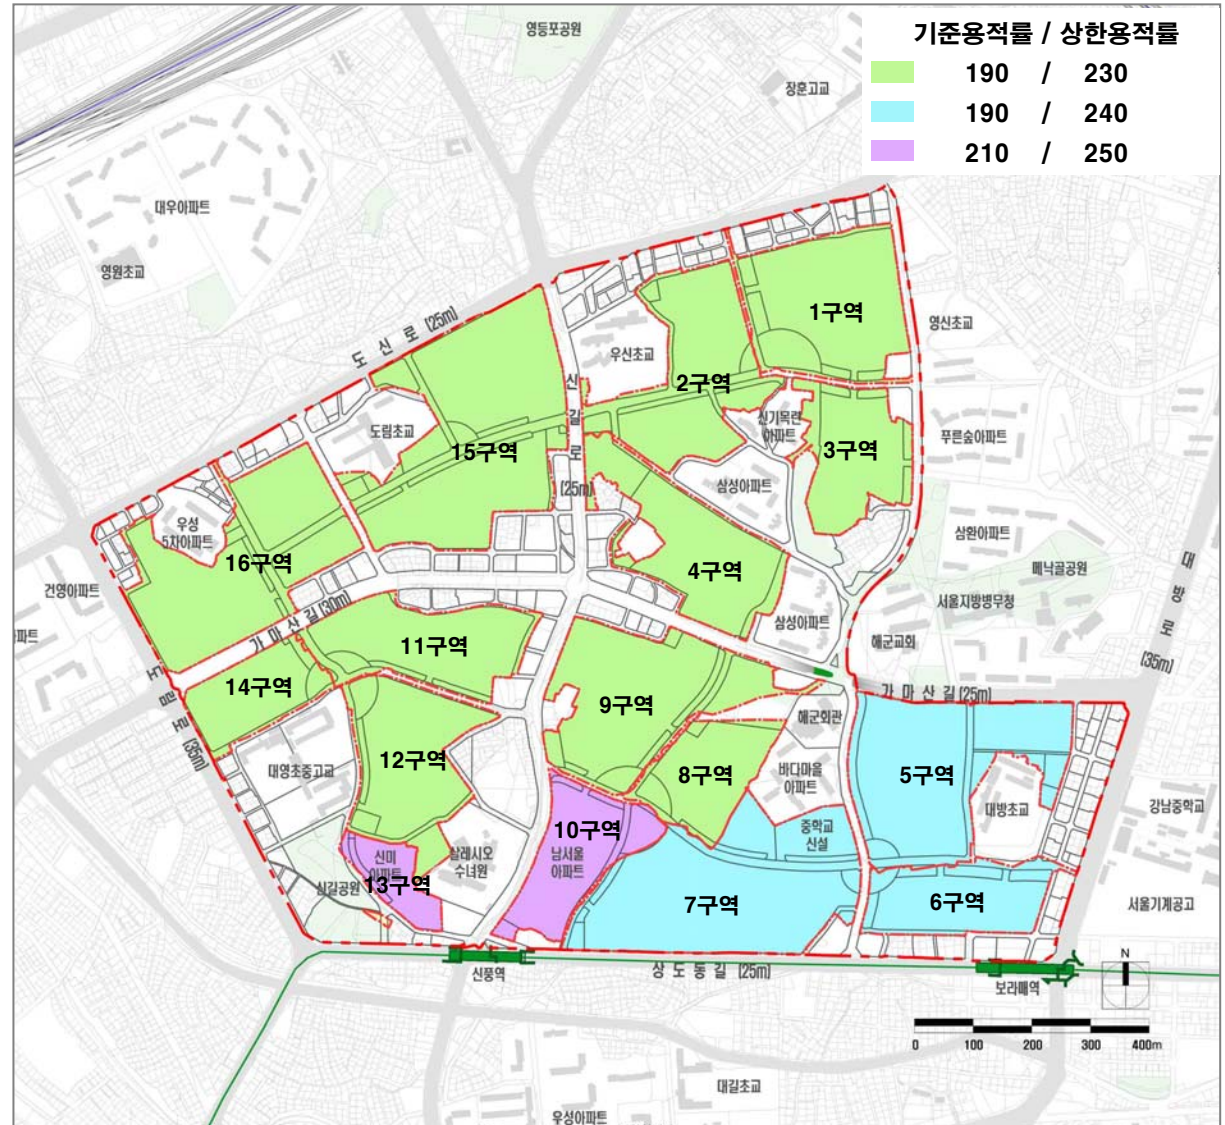 기준용적률 / 상한용적률
190 / 230
190 / 240
210 / 250
영등포공원
장훈고교
대우아파트
영원초교
도신로 (25m)
1구역
영신초교
우신초교
신길로
(25m)
2구역
도림초교
신기목련
아파트
15구역
3구역
푸른숲아파트
삼성아파트
우성
5차아파트
삼환아파트
16구역
4구역
메낙골공원
대방로
(35m)
건영아파트
서울지방병무청
가마산길(30m)
삼성아파트
파트
11구역
해군교회
14구역
가마산길(25m)
9구역
해군회관
(35m)
12구역
대영초중고교
8구역
바다마을
아파트
5구역
대방초교
강남중학교
10구역
중학교
신설
남서울
아파트
신미
아파트
살레시오
수녀원
13구역
신길공원
7구역
6구역
서울기계공고
신풍역
상도동길 (25m)
보라매역
N
0 100 200 300 400m
대길초교
우성아파트